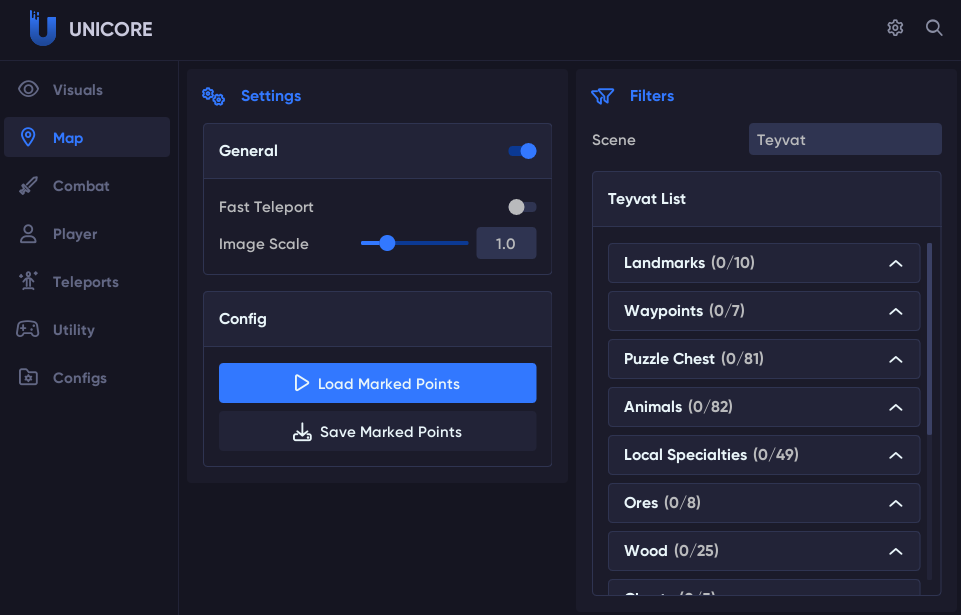 UNICORE
Visuals
Map
Combat
Player
Teleports
Utility
Configs
Settings
General
Fast Teleport
Image Scale 1.0
Config
Load Marked Points
Save Marked Points
Filters
Scene Teyvat
Teyvat List
Landmarks (0/10)
Waypoints (0/7)
Puzzle Chest (0/81)
Animals (0/82)
Local Specialties (0/49)
Ores (0/8)
Wood (0/25)